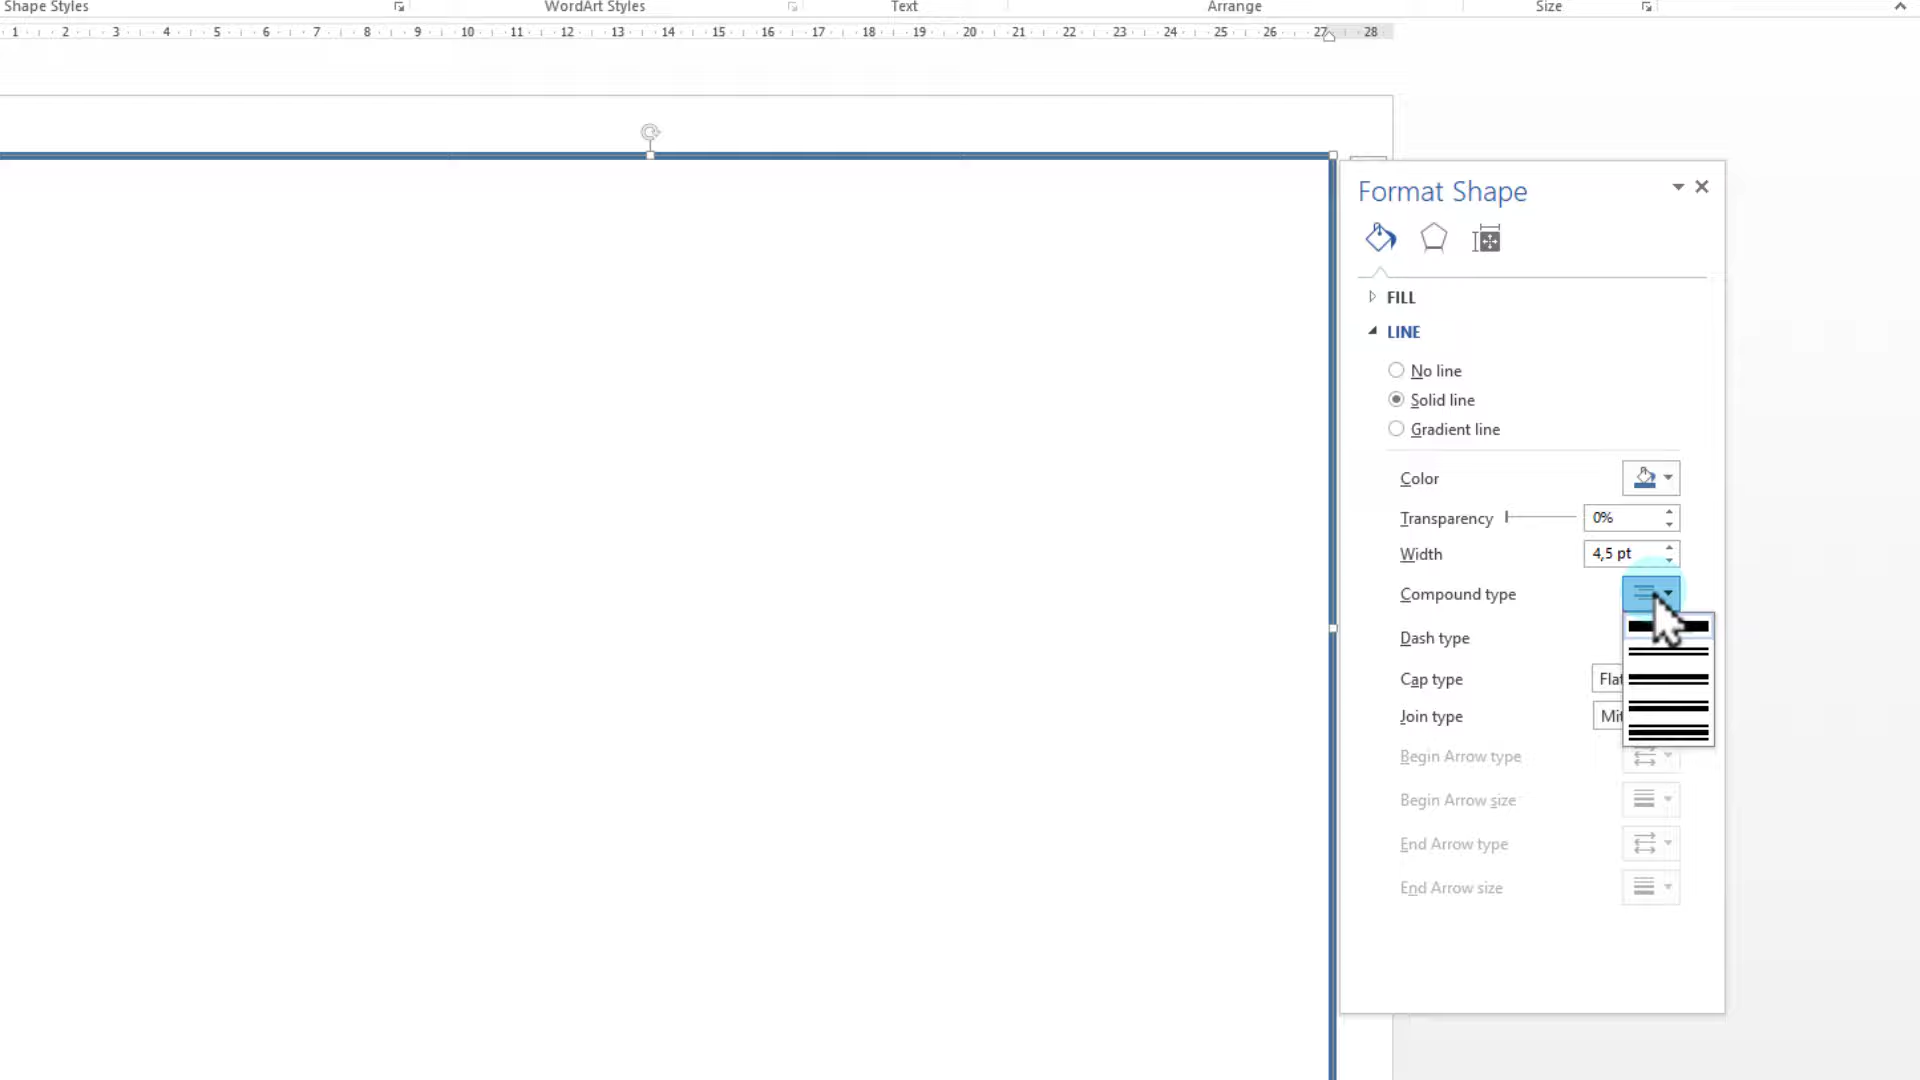 Shape Styles WordArt Styles Text Arrange Size
1 2 3 4 5 6 7 8 9 10 11 12 13 14 15 16 17 18 19 20 21 22 23 24 25 26 27 28
Format Shape
FILL
LINE
No line
Solid line
Gradient line
Color
Transparency 0%
Width 4,5 pt
Compound type
Dash type
Cap type Flat
Join type Mit
Begin Arrow type
Begin Arrow size
End Arrow type
End Arrow size